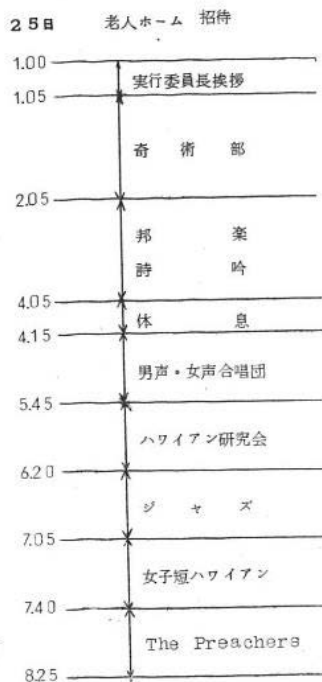 25日 老人ホーム 招待
1.00
実行委員長挨拶
1.05
奇術部
2.05
邦楽
詩吟
4.05
休息
4.15
男声・女声合唱団
5.45
ハワイアン研究会
6.20
ジャズ
7.05
女子短ハワイアン
7.40
The Preachers
8.25